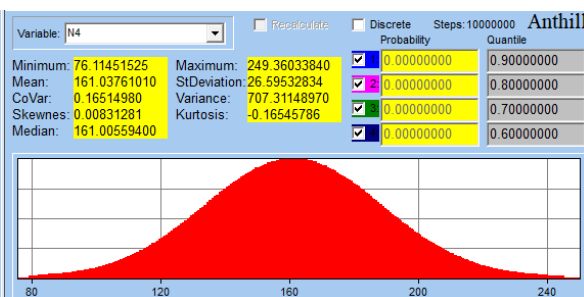 Variable: N4 Recalculate Discrete Steps:10000000 Anthill
Probability Quantile
Minimum: 76.11451525 Maximum: 249.36033840 1 0.00000000 0.90000000
Mean: 161.03761010 StDeviation: 26.59532834 2 0.00000000 0.80000000
CoVar: 0.16514980 Variance: 707.31148970 3 0.00000000 0.70000000
Skewnes: 0.00831281 Kurtosis: -0.16545786 0.00000000 0.60000000
Median: 161.00559400
80 120 160 200 240